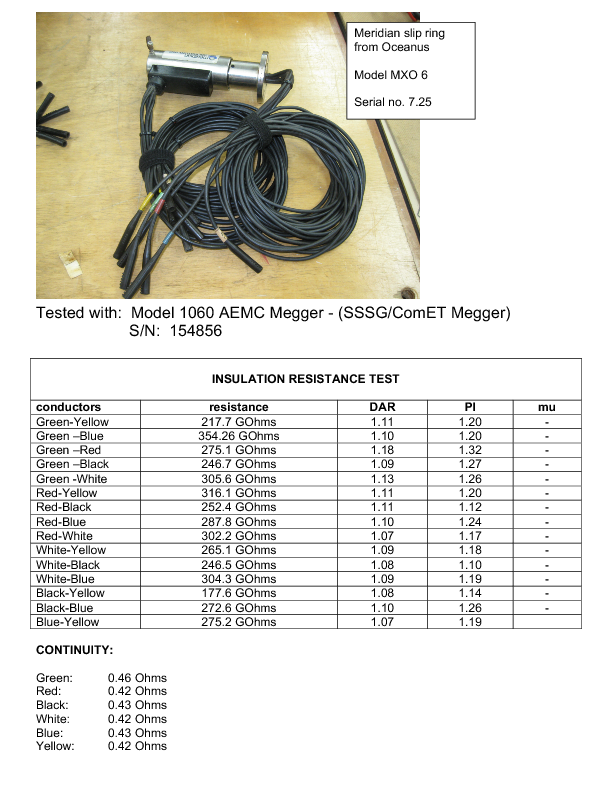 Meridian slip ring
from Oceanus
Model MXO 6
Serial no. 7.25
Tested with: Model 1060 AEMC Megger - (SSSG/ComET Megger)
S/N: 154856
INSULATION RESISTANCE TEST
conductors resistance DAR PI mu
Green-Yellow 217.7 GOhms 1.11 1.20 -
Green –Blue 354.26 GOhms 1.10 1.20 -
Green –Red 275.1 GOhms 1.18 1.32 -
Green –Black 246.7 GOhms 1.09 1.27 -
Green -White 305.6 GOhms 1.13 1.26 -
Red-Yellow 316.1 GOhms 1.11 1.20 -
Red-Black 252.4 GOhms 1.11 1.12 -
Red-Blue 287.8 GOhms 1.10 1.24 -
Red-White 302.2 GOhms 1.07 1.17 -
White-Yellow 265.1 GOhms 1.09 1.18 -
White-Black 246.5 GOhms 1.08 1.10 -
White-Blue 304.3 GOhms 1.09 1.19 -
Black-Yellow 177.6 GOhms 1.08 1.14 -
Black-Blue 272.6 GOhms 1.10 1.26 -
Blue-Yellow 275.2 GOhms 1.07 1.19
CONTINUITY:
Green: 0.46 Ohms
Red: 0.42 Ohms
Black: 0.43 Ohms
White: 0.42 Ohms
Blue: 0.43 Ohms
Yellow: 0.42 Ohms